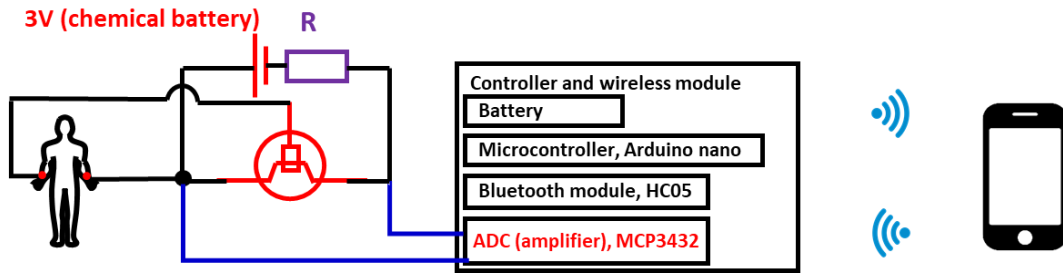 3V (chemical battery)
R
Controller and wireless module
Battery
Microcontroller, Arduino nano
Bluetooth module, HC05
ADC (amplifier), MCP3432